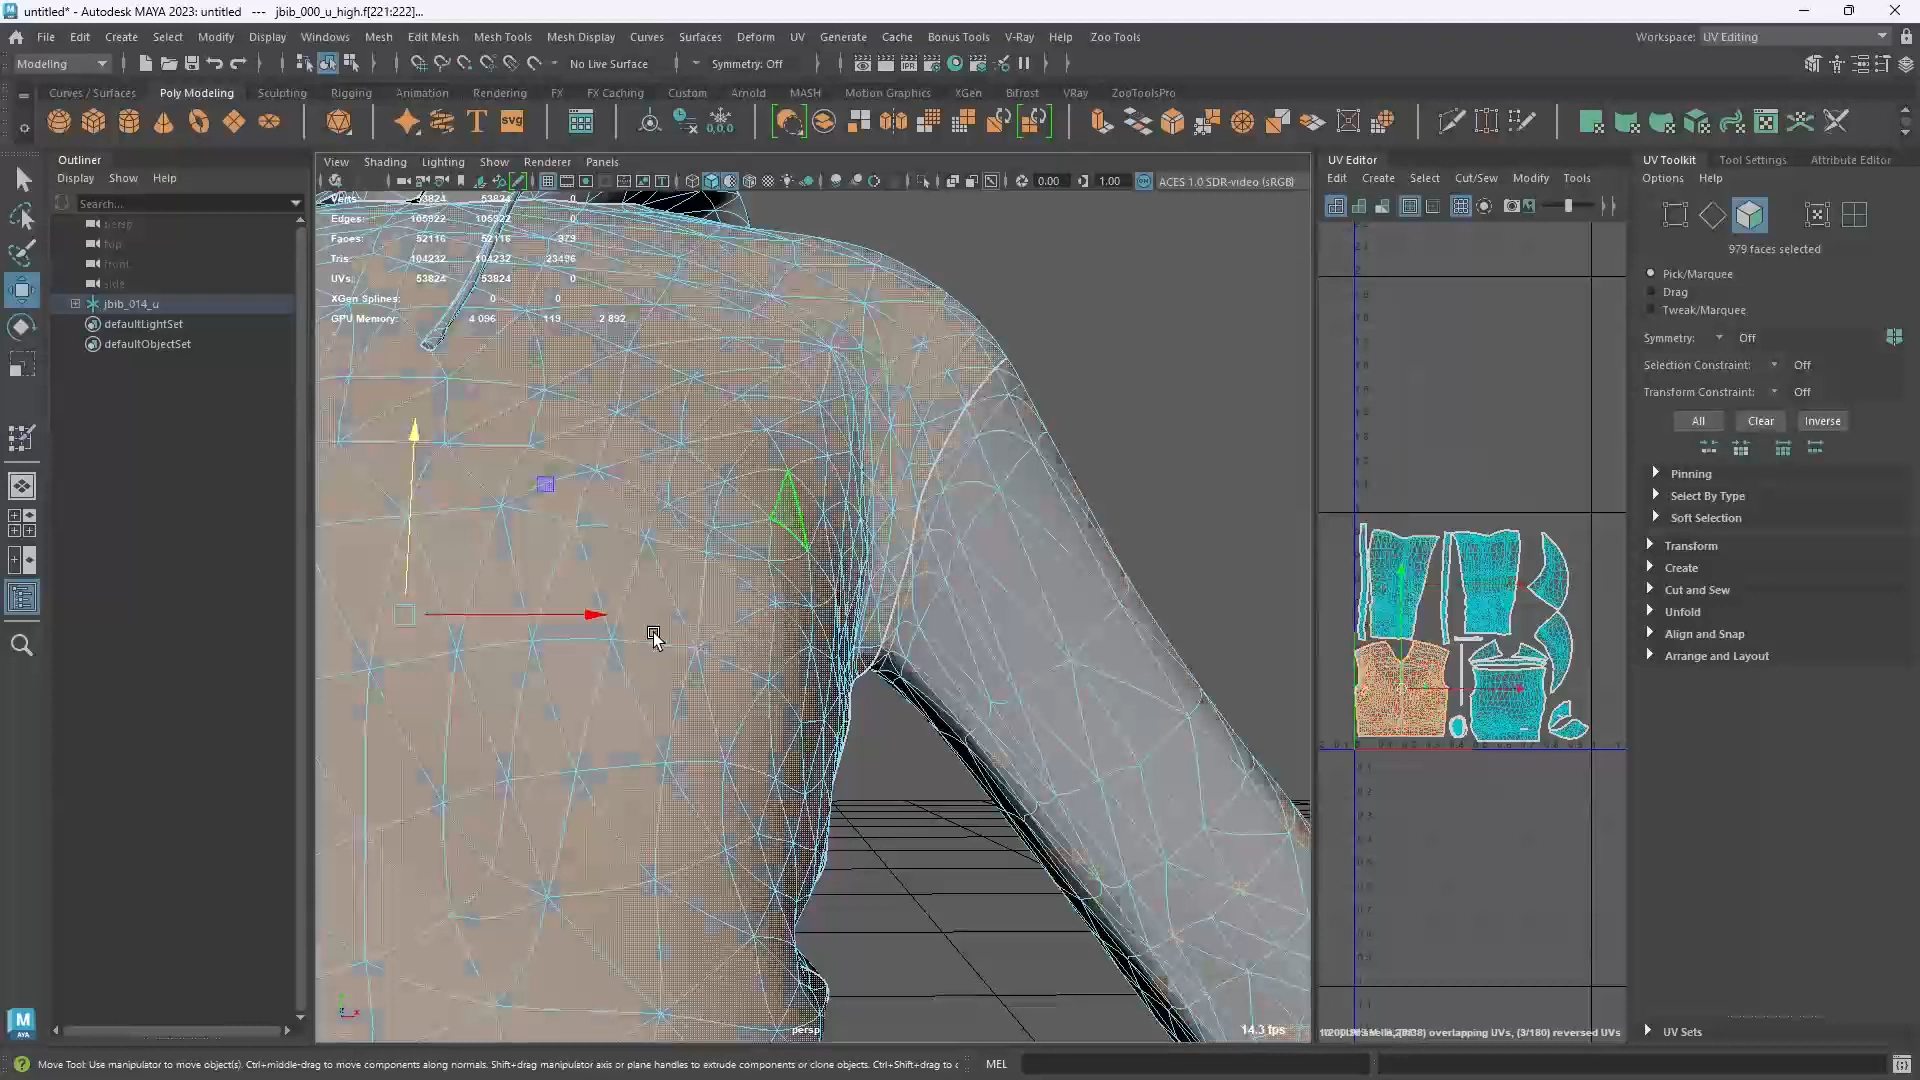 untitled* - Autodesk MAYA 2023: untitled --- jbib_000_u_high.f[221:222]...
File Edit Create Select Modify Display Windows Mesh Edit Mesh Mesh Tools Mesh Display Curves Surfaces Deform UV Generate Cache Bonus Tools V-Ray Help Zoo Tools
Workspace: UV Editing
Modeling
No Live Surface
Symmetry: Off
Curves / Surfaces Poly Modeling Sculpting Rigging Animation Rendering FX FX Caching Custom Arnold MASH Motion Graphics XGen Bifrost VRay ZooToolsPro
Outliner
Display Show Help
Search...
persp
top
front
side
jbib_014_u
defaultLightSet
defaultObjectSet
View Shading Lighting Show Renderer Panels
0.00 1.00 ACES 1.0 SDR-video (sRGB)
Verts: 53824 53824 0
Edges: 105922 105922 0
Faces: 52116 52116 979
Tris: 104232 104232 23496
UVs: 53824 53824 0
XGen Splines: 0 0
GPU Memory: 4 096 119 2 892
persp
14.3 fps
UV Editor
Edit Create Select Cut/Sew Modify Tools
overlapping UVs, (3/180) reversed UVs
UV Toolkit Tool Settings Attribute Editor
Options Help
979 faces selected
Pick/Marquee
Drag
Tweak/Marquee
Symmetry: Off
Selection Constraint: Off
Transform Constraint: Off
All Clear Inverse
Pinning
Select By Type
Soft Selection
Transform
Create
Cut and Sew
Unfold
Align and Snap
Arrange and Layout
UV Sets
Move Tool: Use manipulator to move object(s). Ctrl+middle-drag to move components along normals. Shift+drag manipulator axis or plane handles to extrude components or clone objects. Ctrl+Shift+drag to c
MEL